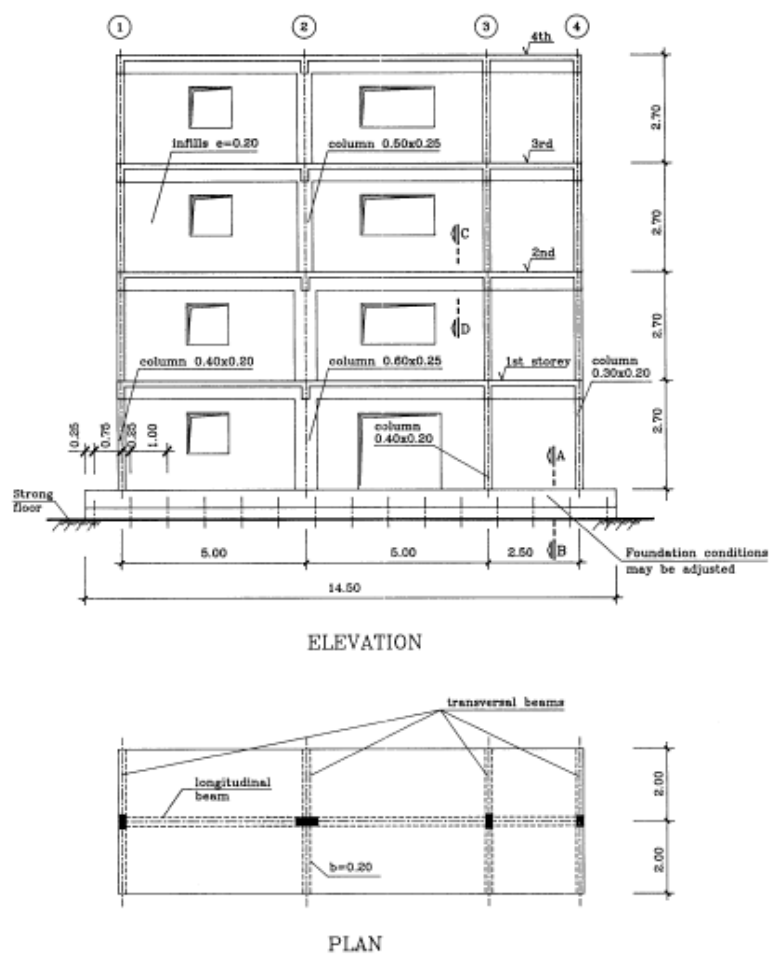 1 2 3 4
4th
infills e=0.20
column 0.50x0.25
3rd
2.70
C
2nd
2.70
D
column 0.40x0.20
column 0.60x0.25
1st storey
column
0.30x0.20
2.70
0.25
0.75
0.25
1.00
column
0.40x0.20
A
2.70
Strong
floor
5.00
5.00
2.50
B
Foundation conditions
may be adjusted
14.50
ELEVATION
transversal beams
longitudinal
beam
2.00
b=0.20
2.00
PLAN